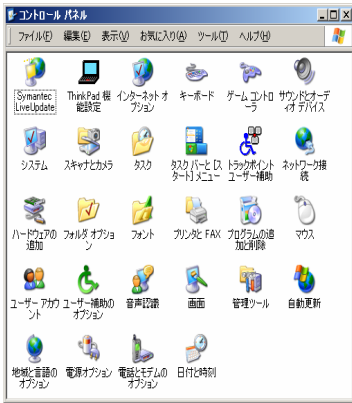 コントロール パネル
ファイル(F) 編集(E) 表示(V) お気に入り(A) ツール(T) ヘルプ(H)
Symantec LiveUpdate
ThinkPad 機能設定
インターネット オプション
キーボード
ゲーム コントローラ
サウンドとオーディオ デバイス
システム
スキャナとカメラ
タスク
タスク バーと [スタート] メニュー
トラックポイント ユーザー補助
ネットワーク接続
ハードウェアの追加
フォルダ オプション
フォント
プリンタと FAX
プログラムの追加と削除
マウス
ユーザー アカウント
ユーザー補助のオプション
音声認識
画面
管理ツール
自動更新
地域と言語のオプション
電源オプション
電話とモデムのオプション
日付と時刻